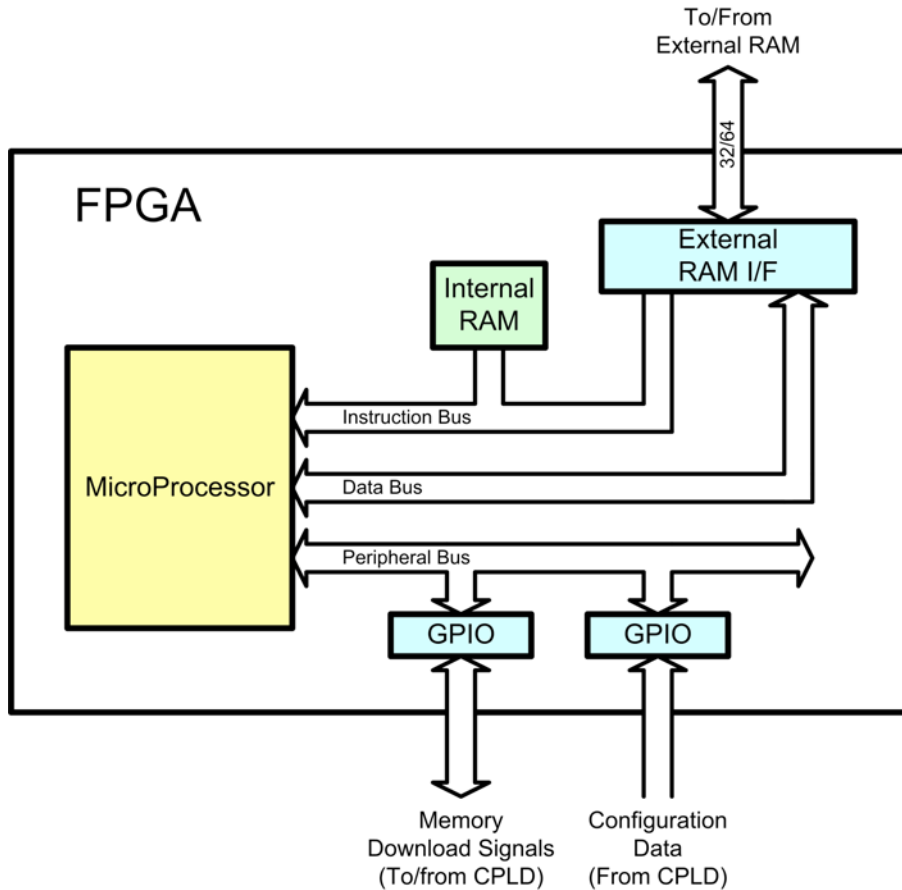 To/From
External RAM
32/64
FPGA
External
RAM I/F
Internal
RAM
Instruction Bus
MicroProcessor
Data Bus
Peripheral Bus
GPIO
GPIO
Memory
Download Signals
(To/from CPLD)
Configuration
Data
(From CPLD)